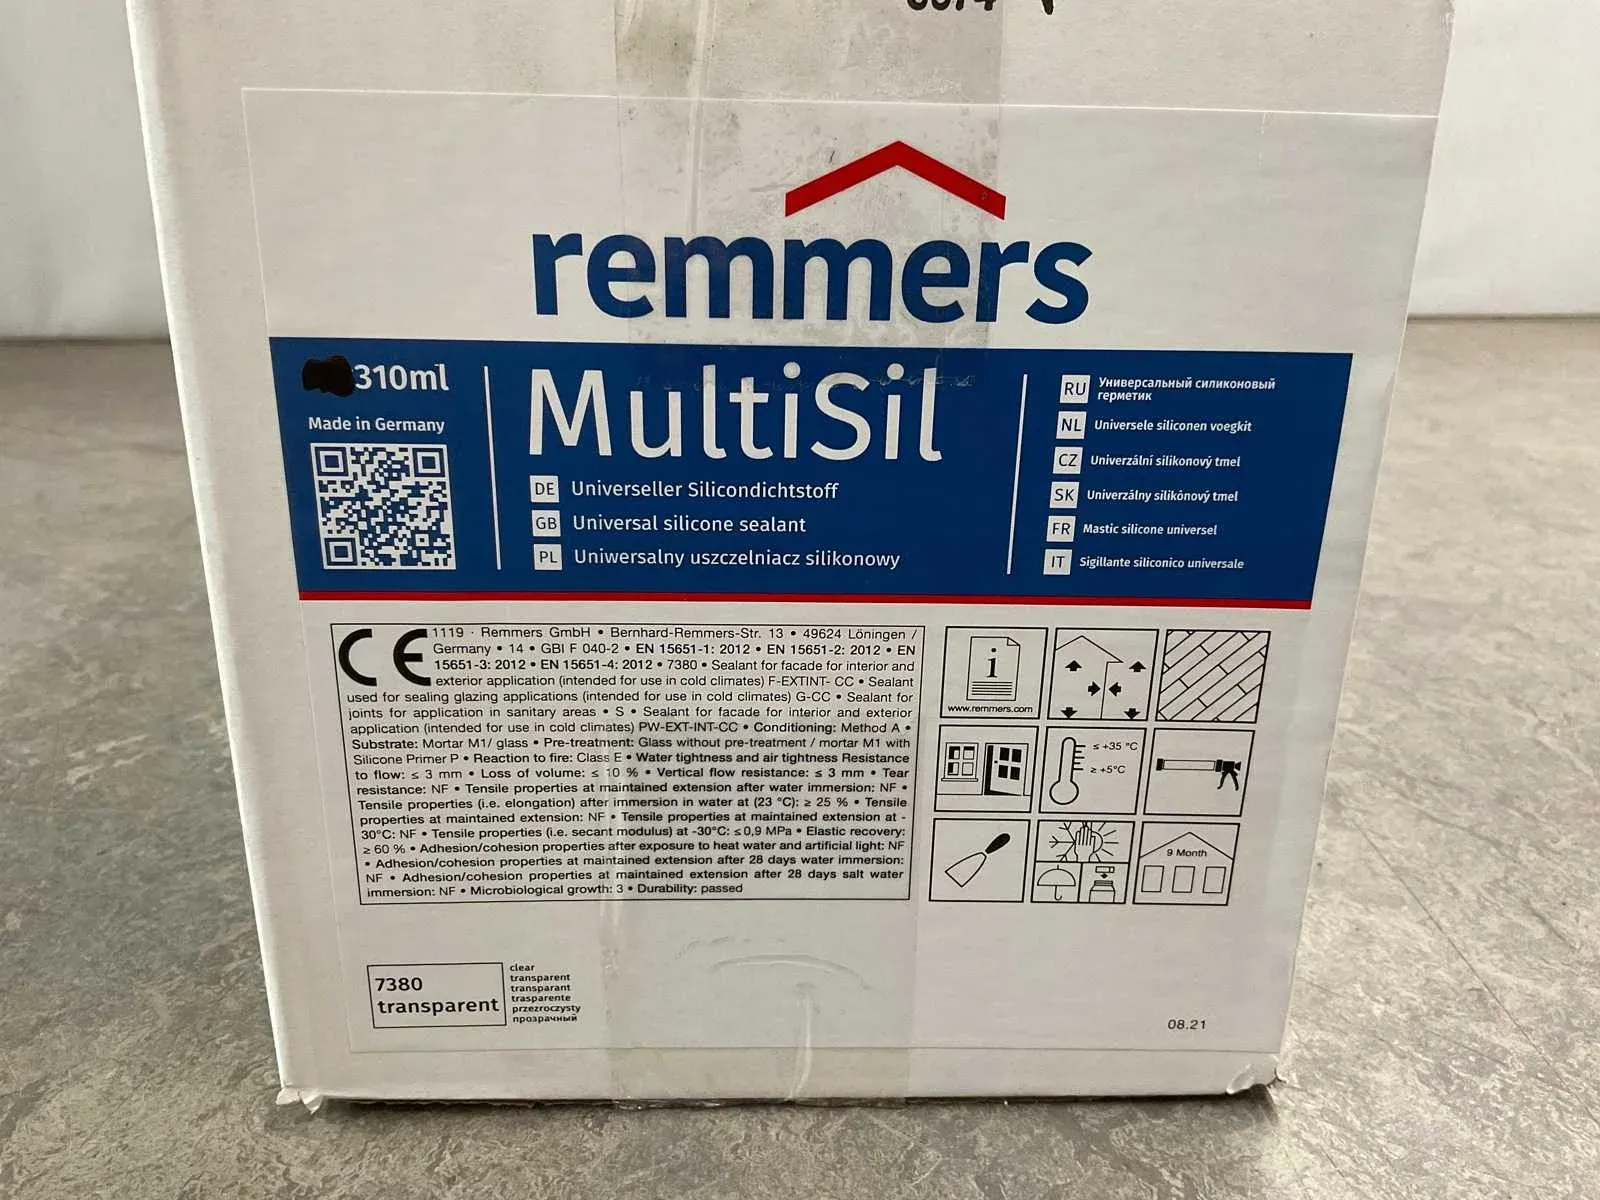 remmers
310ml
Made in Germany
MultiSil
DE Universeller Silicondichtstoff
GB Universal silicone sealant
PL Uniwersalny uszczelniacz silikonowy
RU Универсальный силиконовый
герметик
NL Universele siliconen voegkit
CZ Univerzální silikonový tmel
SK Univerzálny silikónový tmel
FR Mastic silicone universel
IT Sigillante siliconico universale
CE 1119 · Remmers GmbH • Bernhard-Remmers-Str. 13 • 49624 Löningen /
Germany • 14 • GBI F 040-2 • EN 15651-1: 2012 • EN 15651-2: 2012 • EN
15651-3: 2012 • EN 15651-4: 2012 • 7380 • Sealant for facade for interior and
exterior application (intended for use in cold climates) F-EXTINT- CC • Sealant
used for sealing glazing applications (intended for use in cold climates) G-CC • Sealant for
joints for application in sanitary areas • S • Sealant for facade for interior and exterior
application (intended for use in cold climates) PW-EXT-INT-CC • Conditioning: Method A •
Substrate: Mortar M1/ glass • Pre-treatment: Glass without pre-treatment / mortar M1 with
Silicone Primer P • Reaction to fire: Class E • Water tightness and air tightness Resistance
to flow: ≤ 3 mm • Loss of volume: ≤ 10 % • Vertical flow resistance: ≤ 3 mm • Tear
resistance: NF • Tensile properties at maintained extension after water immersion: NF •
Tensile properties (i.e. elongation) after immersion in water at (23 °C): ≥ 25 % • Tensile
properties at maintained extension: NF • Tensile properties at maintained extension at -
30°C: NF • Tensile properties (i.e. secant modulus) at -30°C: ≤ 0,9 MPa • Elastic recovery:
≥ 60 % • Adhesion/cohesion properties after exposure to heat water and artificial light: NF
• Adhesion/cohesion properties at maintained extension after 28 days water immersion:
NF • Adhesion/cohesion properties at maintained extension after 28 days salt water
immersion: NF • Microbiological growth: 3 • Durability: passed
i
www.remmers.com
≤ +35 °C
≥ +5°C
9 Month
7380
transparent
clear
transparent
transparant
trasparente
przezroczysty
прозрачный
08.21